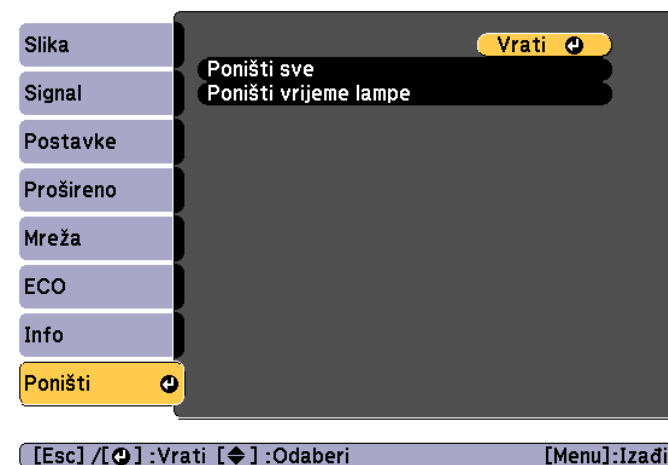 Slika
Signal
Postavke
Prošireno
Mreža
ECO
Info
Poništi
Vrati
Poništi sve
Poništi vrijeme lampe
[Esc] /[ ] :Vrati [ ] :Odaberi [Menu]:Izađi